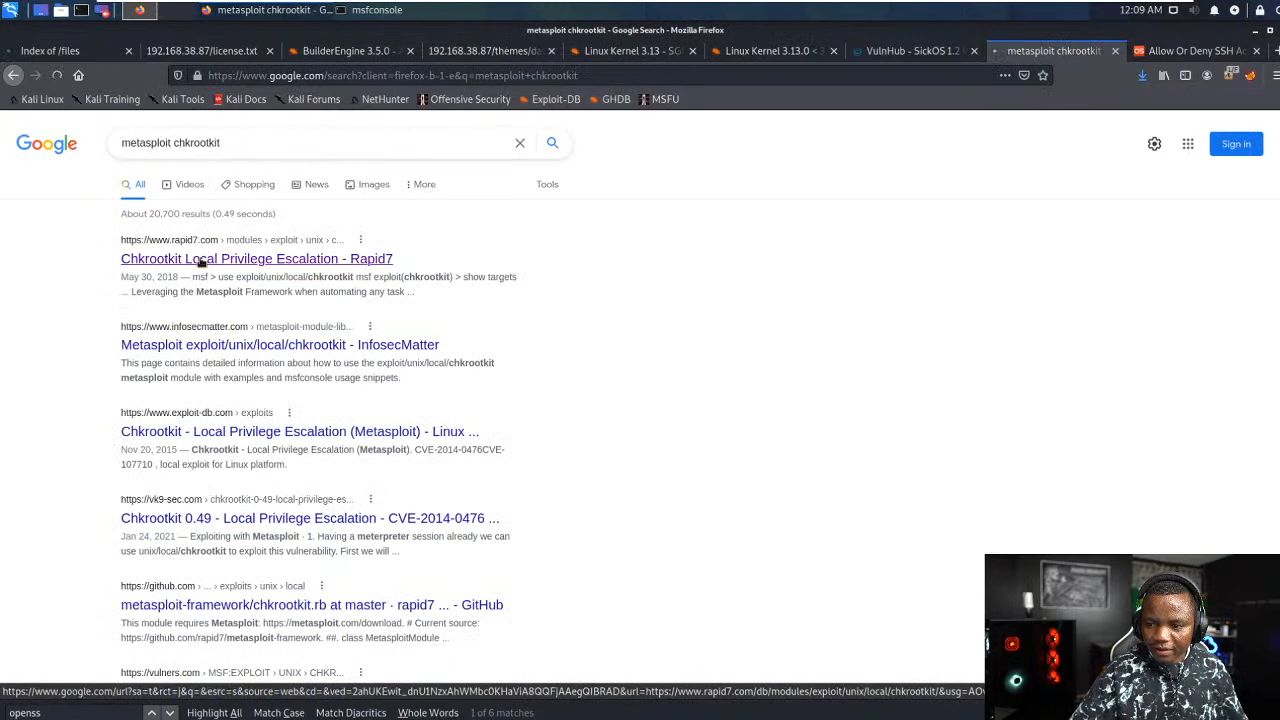 metasploit chkrootkit - G...
msfconsole
12:09 AM
metasploit chkrootkit - Google Search - Mozilla Firefox
Index of /files
192.168.38.87/license.txt
BuilderEngine 3.5.0 -
192.168.38.87/themes/da
Linux Kernel 3.13 - SG
Linux Kernel 3.13.0 < 3
VulnHub - SickOS 1.2
metasploit chkrootkit
Allow Or Deny SSH Ac
https://www.google.com/search?client=firefox-b-1-e&q=metasploit+chkrootkit
Kali Linux
Kali Training
Kali Tools
Kali Docs
Kali Forums
NetHunter
Offensive Security
Exploit-DB
GHDB
MSFU
Google
metasploit chkrootkit
Sign in
All
Videos
Shopping
News
Images
More
Tools
About 20,700 results (0.49 seconds)
https://www.rapid7.com › modules › exploit › unix › c...
Chkrootkit Local Privilege Escalation - Rapid7
May 30, 2018 — msf > use exploit/unix/local/chkrootkit msf exploit(chkrootkit) > show targets
... Leveraging the Metasploit Framework when automating any task ...
https://www.infosecmatter.com › metasploit-module-lib...
Metasploit exploit/unix/local/chkrootkit - InfosecMatter
This page contains detailed information about how to use the exploit/unix/local/chkrootkit
metasploit module with examples and msfconsole usage snippets.
https://www.exploit-db.com › exploits
Chkrootkit - Local Privilege Escalation (Metasploit) - Linux ...
Nov 20, 2015 — Chkrootkit - Local Privilege Escalation (Metasploit). CVE-2014-0476CVE-
107710 . local exploit for Linux platform.
https://vk9-sec.com › chkrootkit-0-49-local-privilege-es...
Chkrootkit 0.49 - Local Privilege Escalation - CVE-2014-0476 ...
Jan 24, 2021 — Exploiting with Metasploit · 1. Having a meterpreter session already we can
use unix/local/chkrootkit to exploit this vulnerability. First we will ...
https://github.com › ... › exploits › unix › local
metasploit-framework/chkrootkit.rb at master · rapid7 ... - GitHub
This module requires Metasploit: https://metasploit.com/download. # Current source:
https://github.com/rapid7/metasploit-framework. ##. class MetasploitModule ...
https://vulners.com › MSF:EXPLOIT › UNIX › CHKR...
openss
Highlight All
Match Case
Match Diacritics
Whole Words
1 of 6 matches